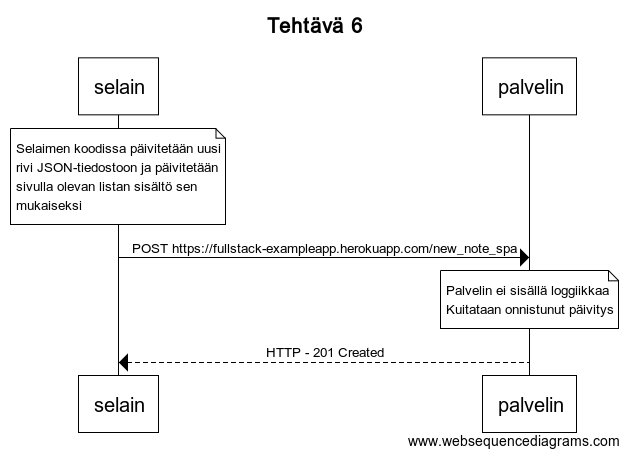 Tehtävä 6
selain
palvelin
Selaimen koodissa päivitetään uusi
rivi JSON-tiedostoon ja päivitetään
sivulla olevan listan sisältö sen
mukaiseksi
POST https://fullstack-exampleapp.herokuapp.com/new_note_spa
Palvelin ei sisällä loggiikkaa
Kuitataan onnistunut päivitys
HTTP - 201 Created
selain
palvelin
www.websequencediagrams.com